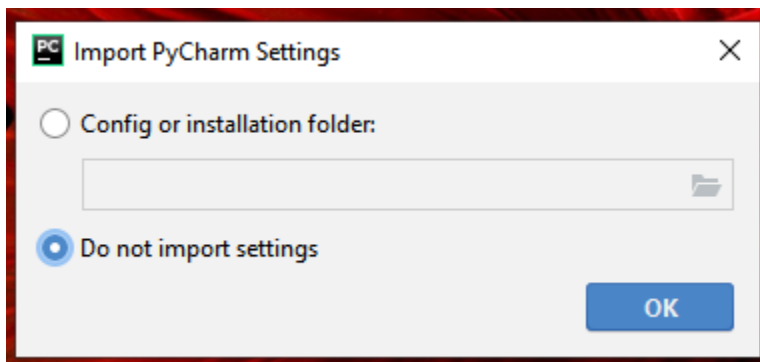 PC
Import PyCharm Settings
Config or installation folder:
Do not import settings
OK